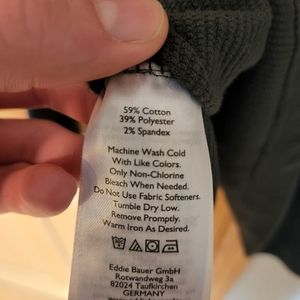 59% Cotton
39% Polyester
2% Spandex
Machine Wash Cold
With Like Colors.
Only Non-Chlorine
Bleach When Needed.
Do Not Use Fabric Softeners.
Tumble Dry Low.
Remove Promptly.
Warm Iron As Desired.
Eddie Bauer GmbH
Rotwandweg 3a
82024 Taufkirchen
GERMANY